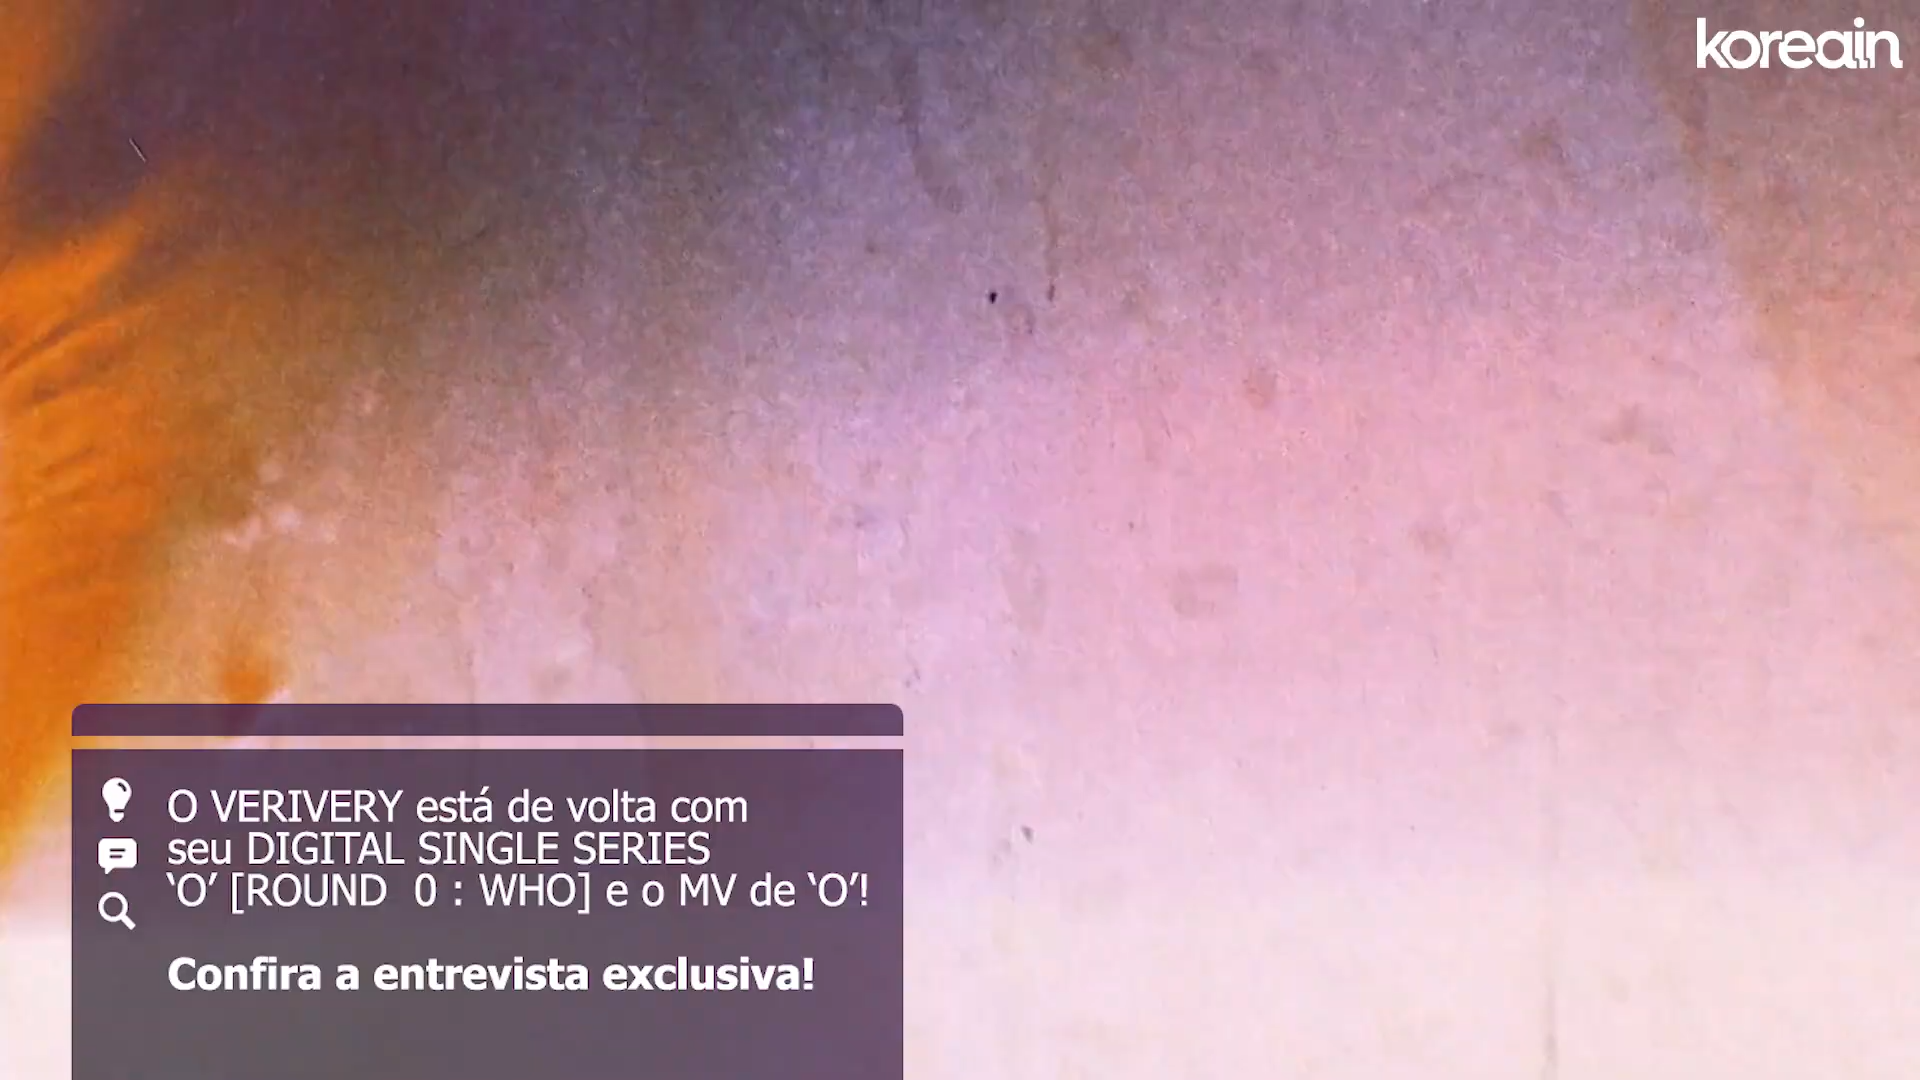 koreain
O VERIVERY está de volta com
seu DIGITAL SINGLE SERIES
‘O’ [ROUND  0 : WHO] e o MV de ‘O’!
Confira a entrevista exclusiva!